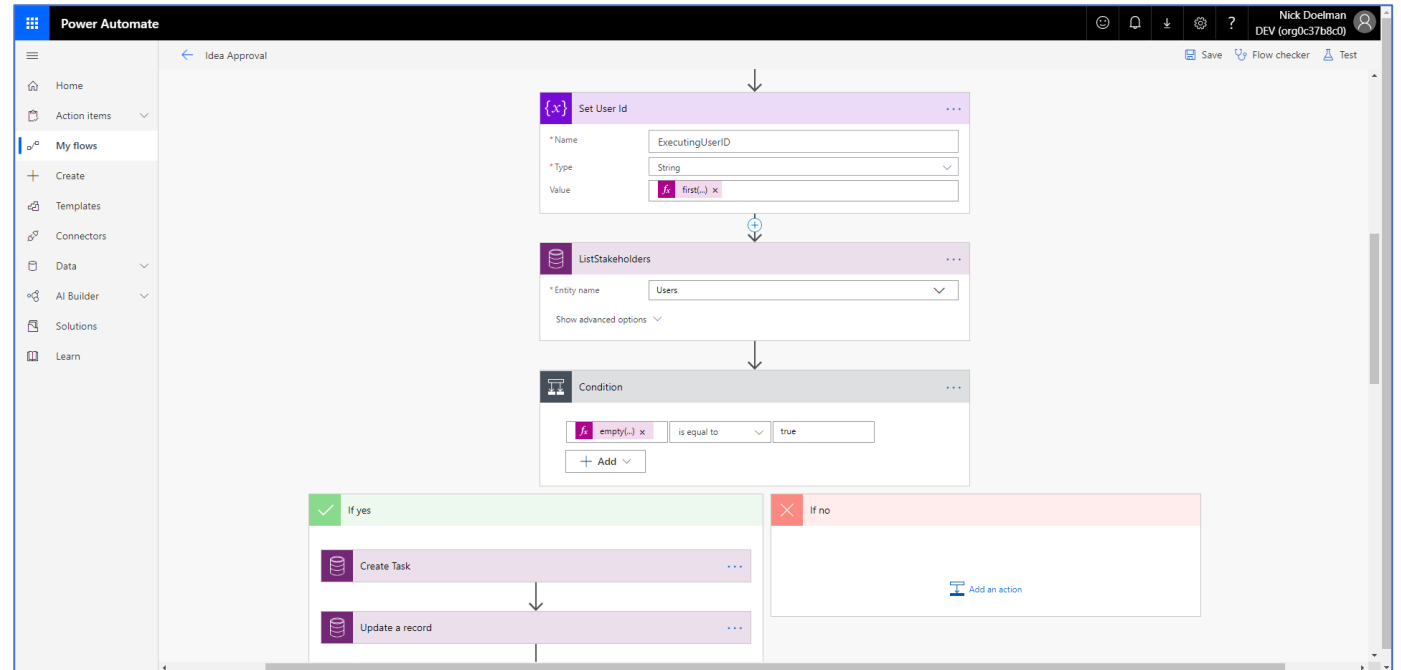 Power Automate
?
Nick Doelman
DEV (org0c37b8c0)
Idea Approval
Save
Flow checker
Test
Home
Action items
My flows
Create
Templates
Connectors
Data
AI Builder
Solutions
Learn
{x} Set User Id ...
*Name ExecutingUserID
*Type String
Value fx first(...) ×
ListStakeholders ...
*Entity name Users
Show advanced options
Condition ...
fx empty(...) × is equal to true
+ Add
If yes
If no
Create Task ...
Add an action
Update a record ...